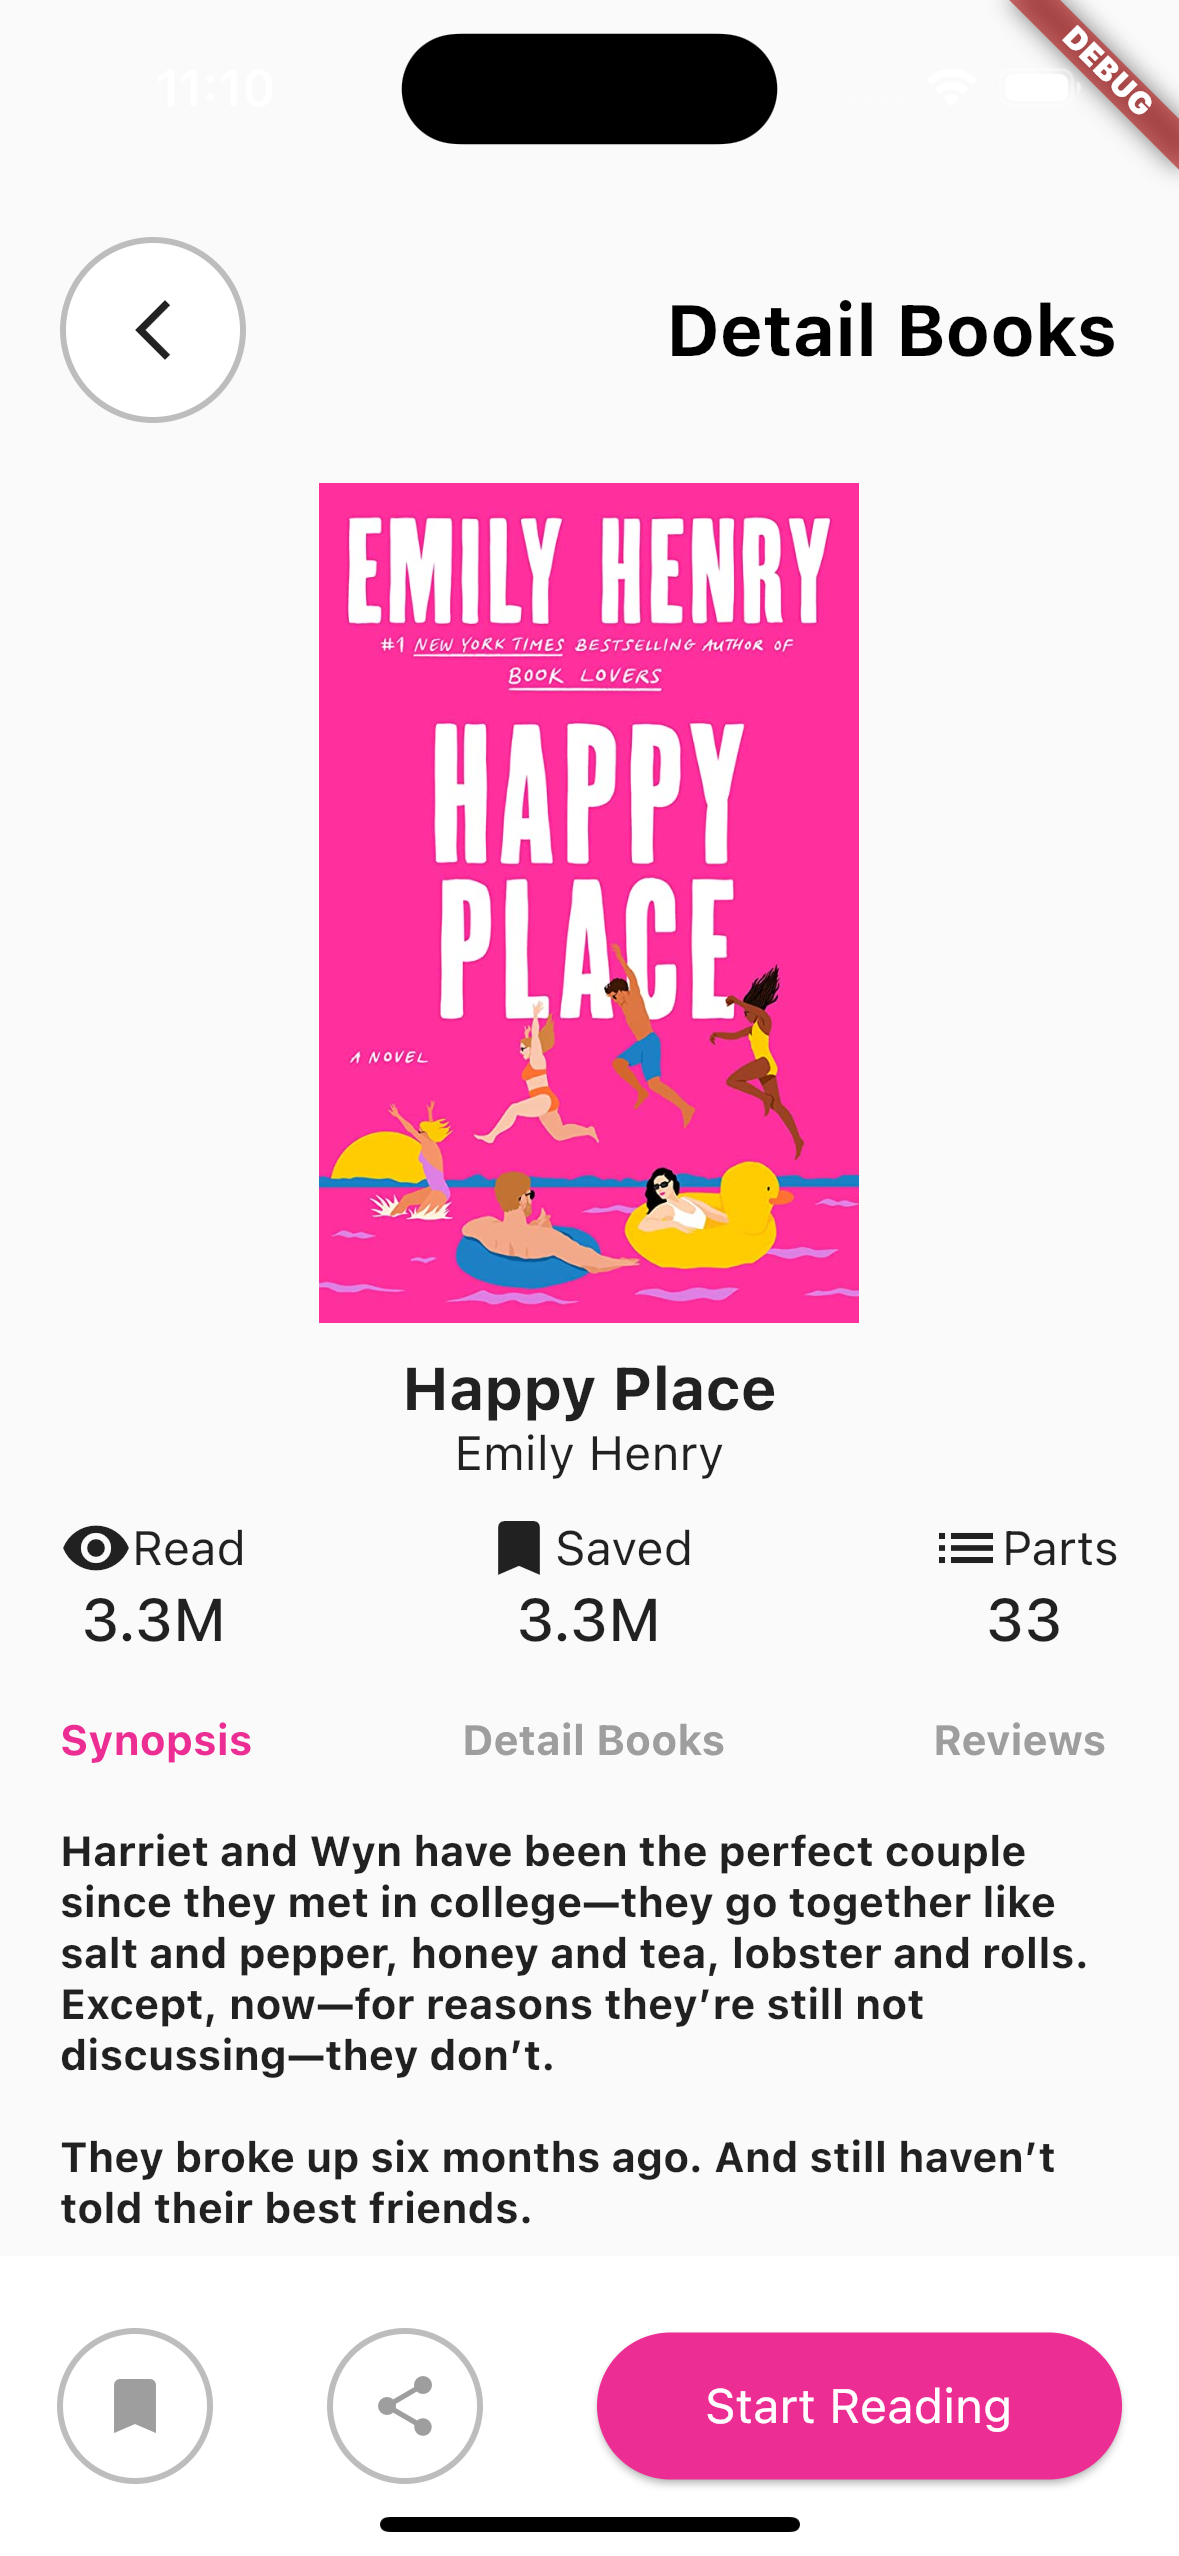 11:10
DEBUG
Detail Books
EMILY HENRY
#1 NEW YORK TIMES BESTSELLING AUTHOR OF
BOOK LOVERS
HAPPY
PLACE
A NOVEL
Happy Place
Emily Henry
Read
3.3M
Saved
3.3M
Parts
33
Synopsis
Detail Books
Reviews
Harriet and Wyn have been the perfect couple
since they met in college—they go together like
salt and pepper, honey and tea, lobster and rolls.
Except, now—for reasons they’re still not
discussing—they don’t.
They broke up six months ago. And still haven’t
told their best friends.
Start Reading